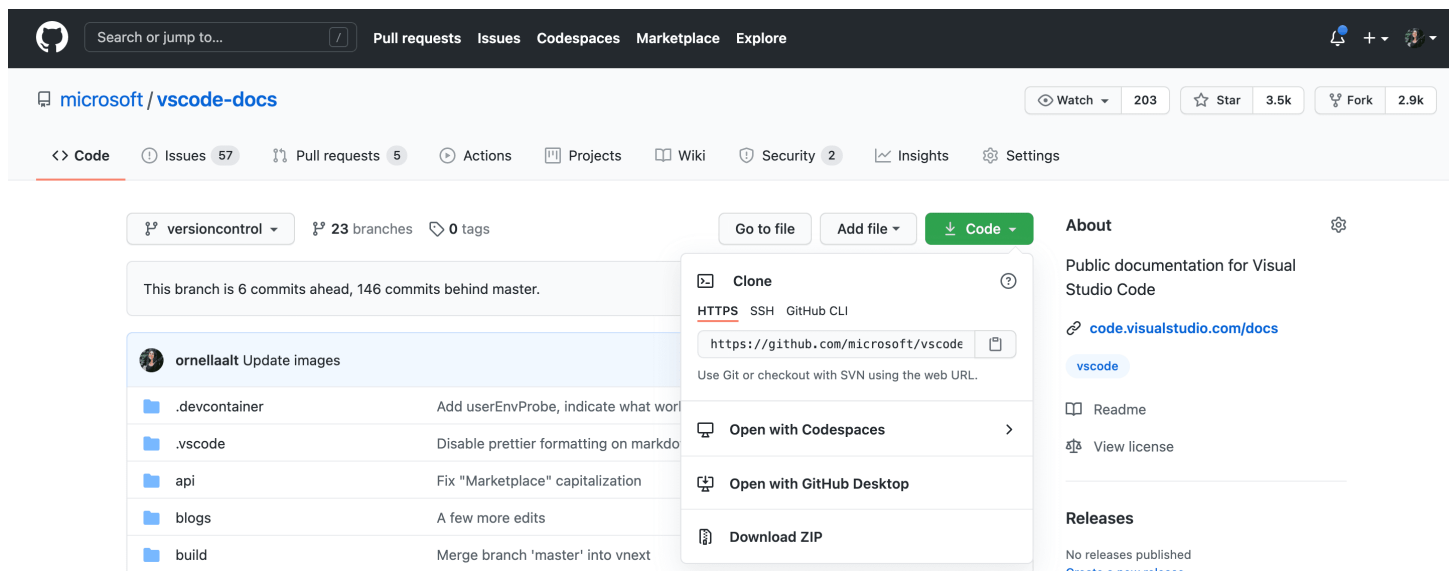 Search or jump to... / Pull requests Issues Codespaces Marketplace Explore
microsoft / vscode-docs Watch 203 Star 3.5k Fork 2.9k
<> Code Issues 57 Pull requests 5 Actions Projects Wiki Security 2 Insights Settings
versioncontrol 23 branches 0 tags Go to file Add file Code
This branch is 6 commits ahead, 146 commits behind master.
ornellaalt Update images
.devcontainer Add userEnvProbe, indicate what
.vscode Disable prettier formatting on
api Fix "Marketplace" capitalization
blogs A few more edits
build Merge branch 'master' into vnext
Clone
HTTPS SSH GitHub CLI
https://github.com/microsoft/vscode
Use Git or checkout with SVN using the web URL.
Open with Codespaces
Open with GitHub Desktop
Download ZIP
About
Public documentation for Visual
Studio Code
code.visualstudio.com/docs
vscode
Readme
View license
Releases
No releases published
Create a new release